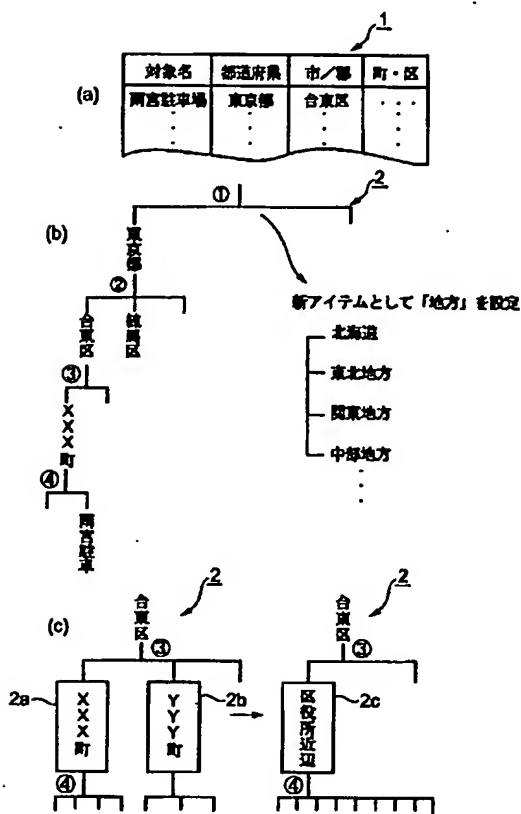 1
(a)
対象名 都道府県 市／郡 町・区
雨宮駐車場 東京都 台東区 ・・・
2
①
(b)
東京都
②
台東区
練馬区
③
XXX町
④
雨宮駐車
新アイテムとして「地方」を設定
北海道
東北地方
関東地方
中部地方
(c)
2
台東区
③
2a
XXX町
YYY町
2b
④
2
台東区
③
区役所近辺
2c
④